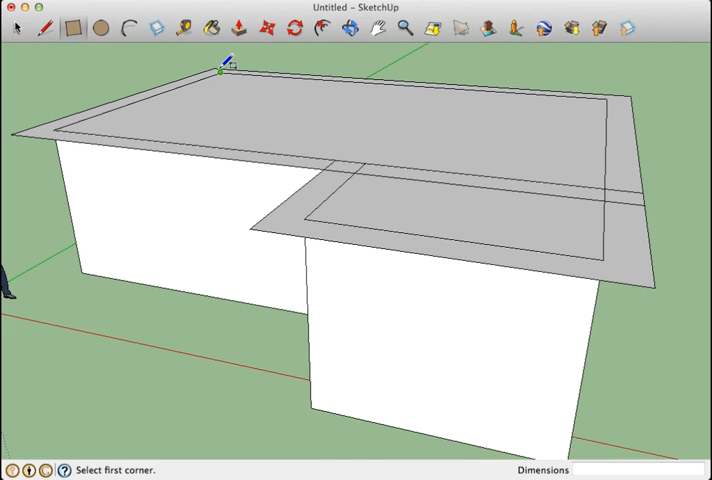 Untitled – SketchUp
Select first corner.
Dimensions